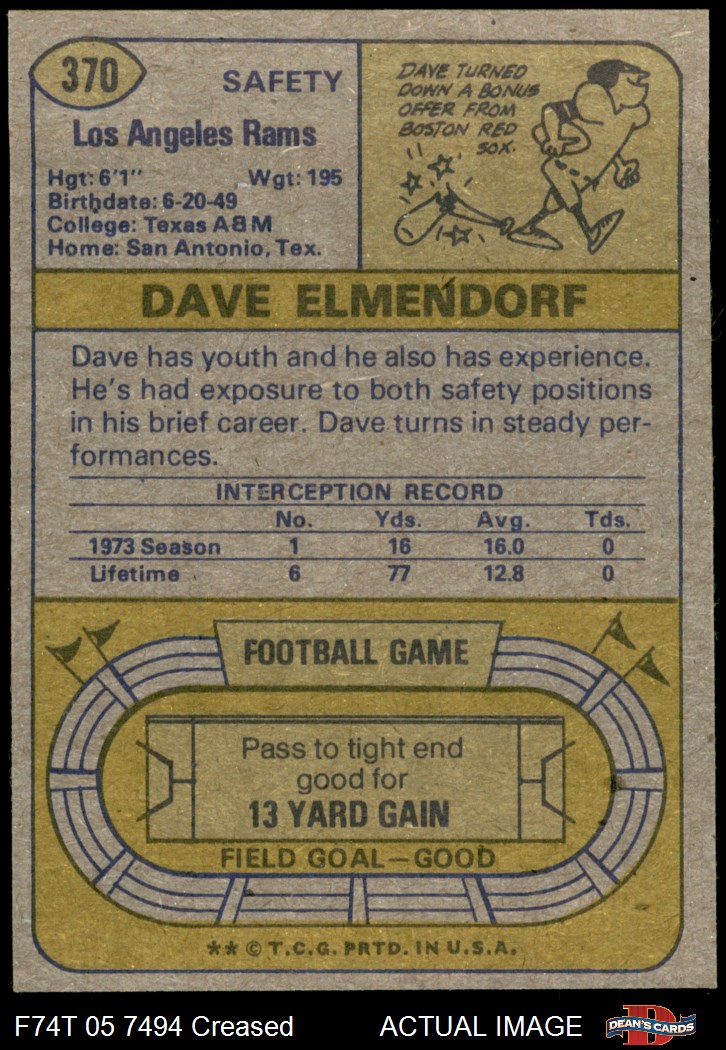 370
SAFETY
Los Angeles Rams
Hgt: 6'1" Wgt: 195
Birthdate: 6-20-49
College: Texas A&M
Home: San Antonio, Tex.
DAVE TURNED
DOWN A BONUS
OFFER FROM
BOSTON RED
SOX.
DAVE ELMENDORF
Dave has youth and he also has experience.
He's had exposure to both safety positions
in his brief career. Dave turns in steady per-
formances.
INTERCEPTION RECORD
No. Yds. Avg. Tds.
1973 Season 1 16 16.0 0
Lifetime 6 77 12.8 0
FOOTBALL GAME
Pass to tight end
good for
13 YARD GAIN
FIELD GOAL—GOOD
** © T.C.G. PRTD. IN U.S.A.
F74T 05 7494 Creased ACTUAL IMAGE
D
DEAN'S CARDS